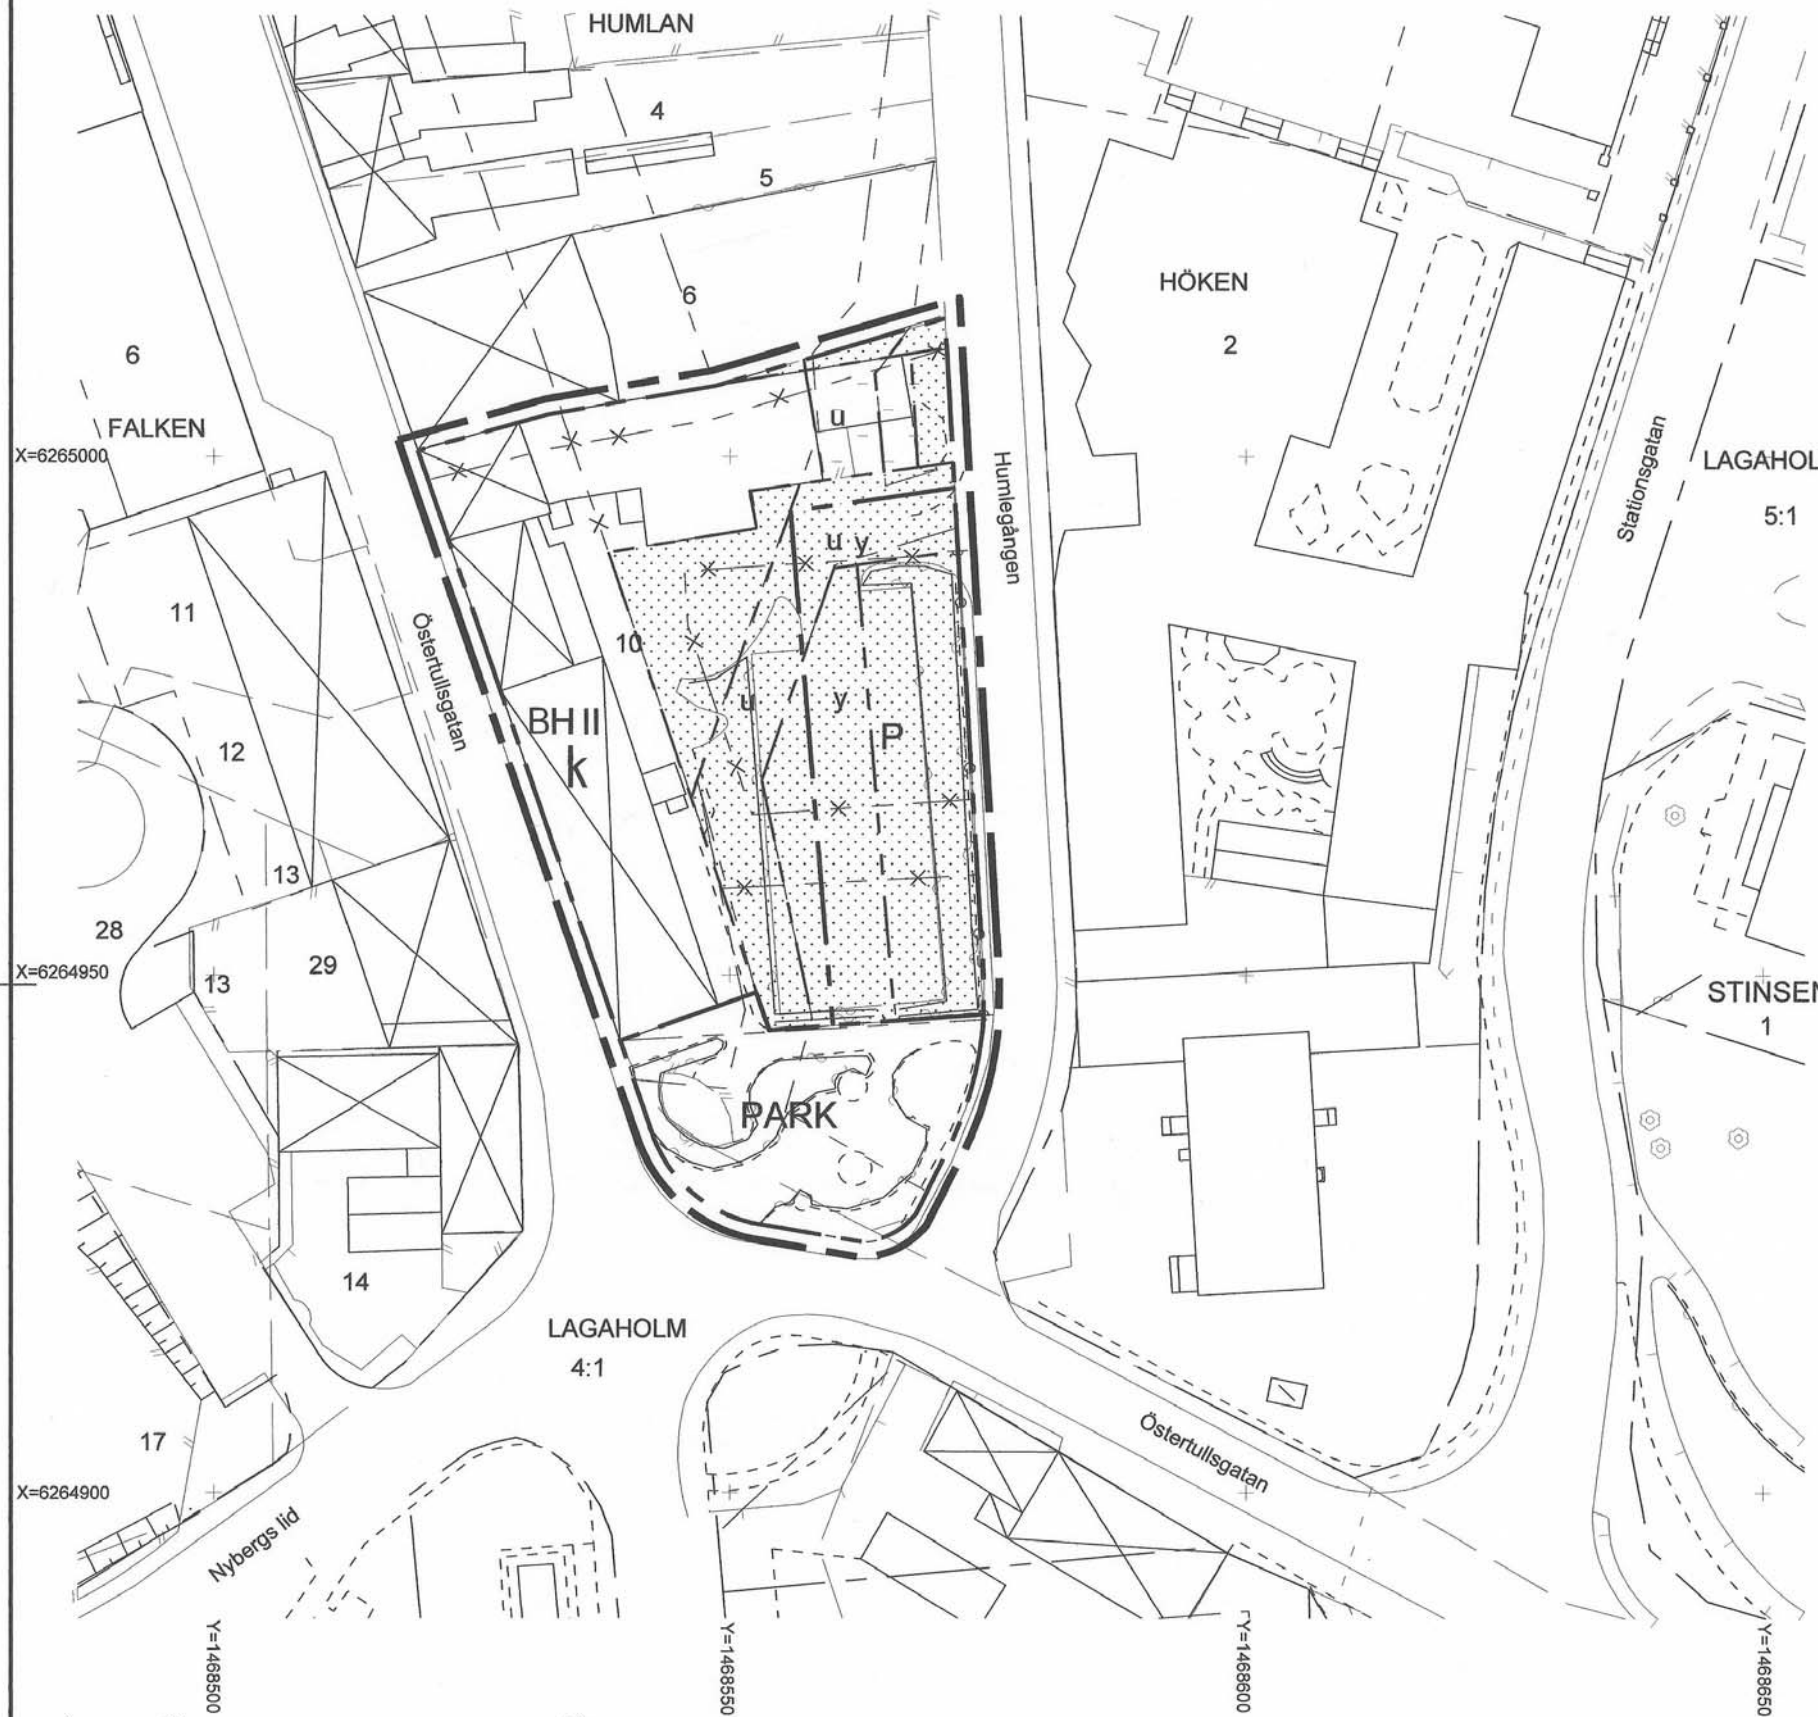 HUMLAN
4
5
6
HÖKEN
2
6
FALKEN
X=6265000
u
Humlegången
Stationsgatan
LAGAHOL
5:1
u y
11
10
Östertullsgatan
u
y
P
BH II
k
12
13
28
29
13
X=6264950
STINSEN
1
PARK
14
LAGAHOLM
4:1
17
Östertullsgatan
X=6264900
Nybergs lid
Y=1468500
Y=1468550
Y=1468600
Y=1468650